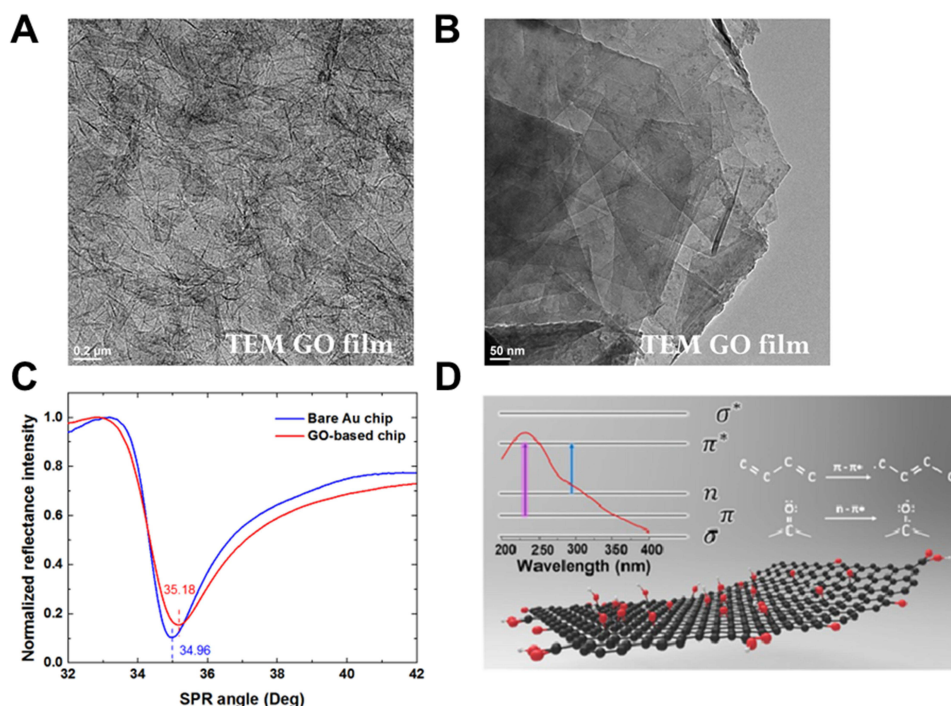 A
B
0.2 µm
TEM GO film
50 nm
TEM GO film
C
D
Normalized reflectance intensity
1.0
0.8
0.6
0.4
0.2
0.0
Bare Au chip
GO-based chip
35.18
34.96
32
34
36
38
40
42
SPR angle (Deg)
σ*
π*
n
π
σ
200
250
300
350
400
Wavelength (nm)
π-π*
n-π*